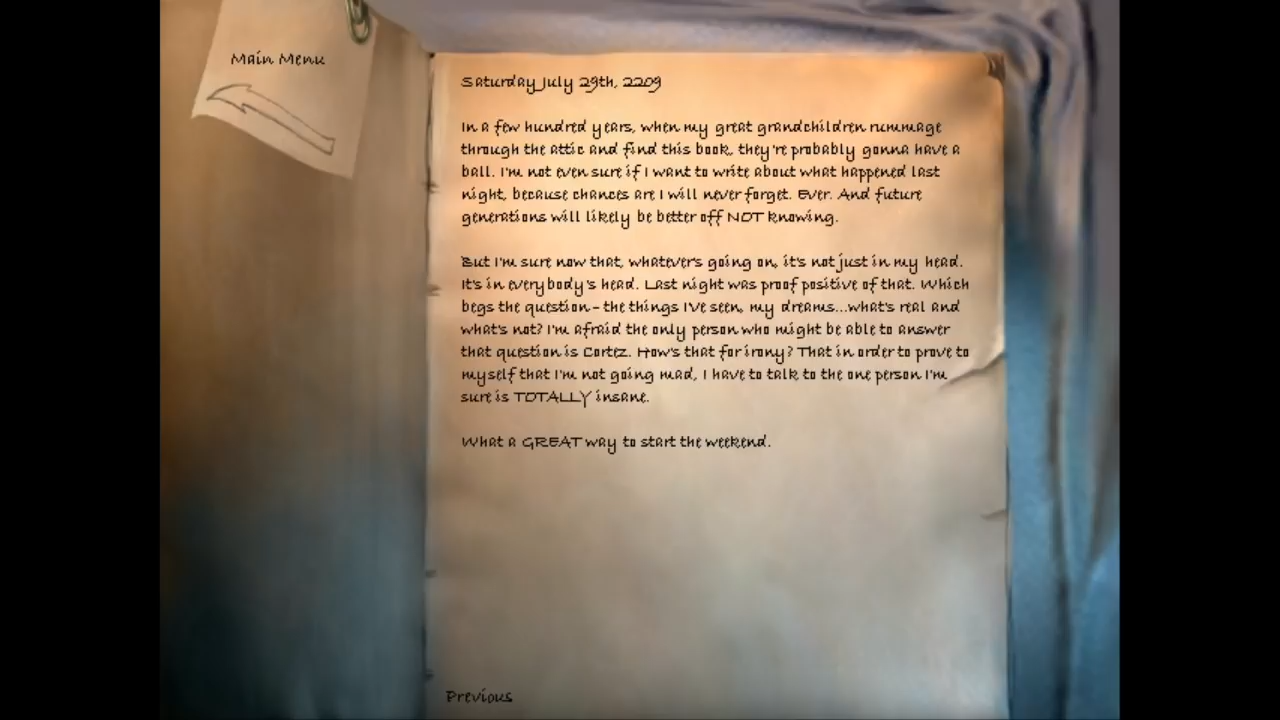 Main Menu
Saturday July 29th, 2209
In a few hundred years, when my great grandchildren rummage
through the attic and find this book, they're probably gonna have a
ball. I'm not even sure if I want to write about what happened last
night, because chances are I will never forget. Ever. And future
generations will likely be better off NOT knowing.
But I'm sure now that, whatever's going on, it's not just in my head.
It's in everybody's head. Last night was proof positive of that. Which
begs the question - the things I've seen, my dreams...what's real and
what's not? I'm afraid the only person who might be able to answer
that question is Cortez. How's that for irony? That in order to prove to
myself that I'm not going mad, I have to talk to the one person I'm
sure is TOTALLY insane.
What a GREAT way to start the weekend.
Previous